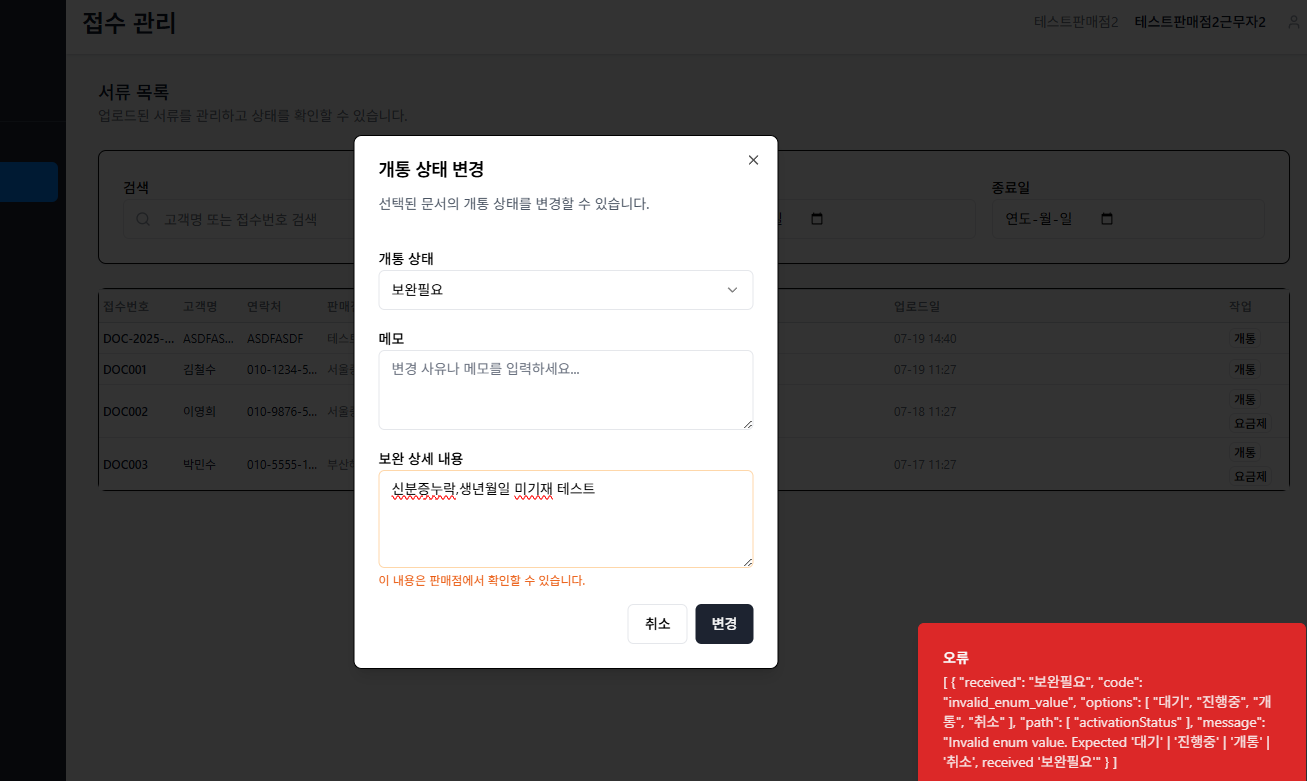 접수 관리
테스트판매점2 테스트판매점2근무자2
서류 목록
업로드된 서류를 관리하고 상태를 확인할 수 있습니다.
검색
종료일
고객명 또는 접수번호 검색
연도-월-일
접수번호 고객명 연락처 업로드일 작업
DOC-2025-... ASDFAS... ASDFASDF 07-19 14:40 개통
DOC001 김철수 010-1234-5... 07-19 11:27 개통
DOC002 이영희 010-9876-5... 07-18 11:27 개통
요금제
DOC003 박민수 010-5555-1... 07-17 11:27 개통
요금제
개통 상태 변경
선택된 문서의 개통 상태를 변경할 수 있습니다.
개통 상태
보완필요
메모
변경 사유나 메모를 입력하세요...
보완 상세 내용
신분증누락,생년월일 미기재 테스트
이 내용은 판매점에서 확인할 수 있습니다.
취소 변경
오류
[ { "received": "보완필요", "code":
"invalid_enum_value", "options": [ "대기", "진행중", "개
통", "취소" ], "path": [ "activationStatus" ], "message":
"Invalid enum value. Expected '대기' | '진행중' | '개통' |
'취소', received '보완필요'" } ]